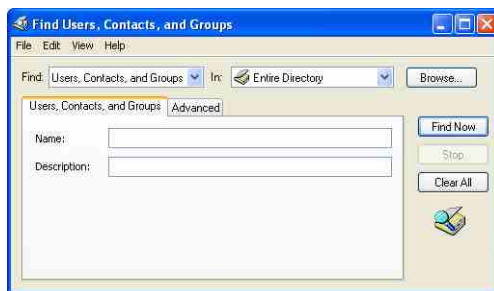 Find Users, Contacts, and Groups
File Edit View Help
Find: Users, Contacts, and Groups In: Entire Directory Browse...
Users, Contacts, and Groups Advanced
Find Now
Name:
Stop
Description:
Clear All